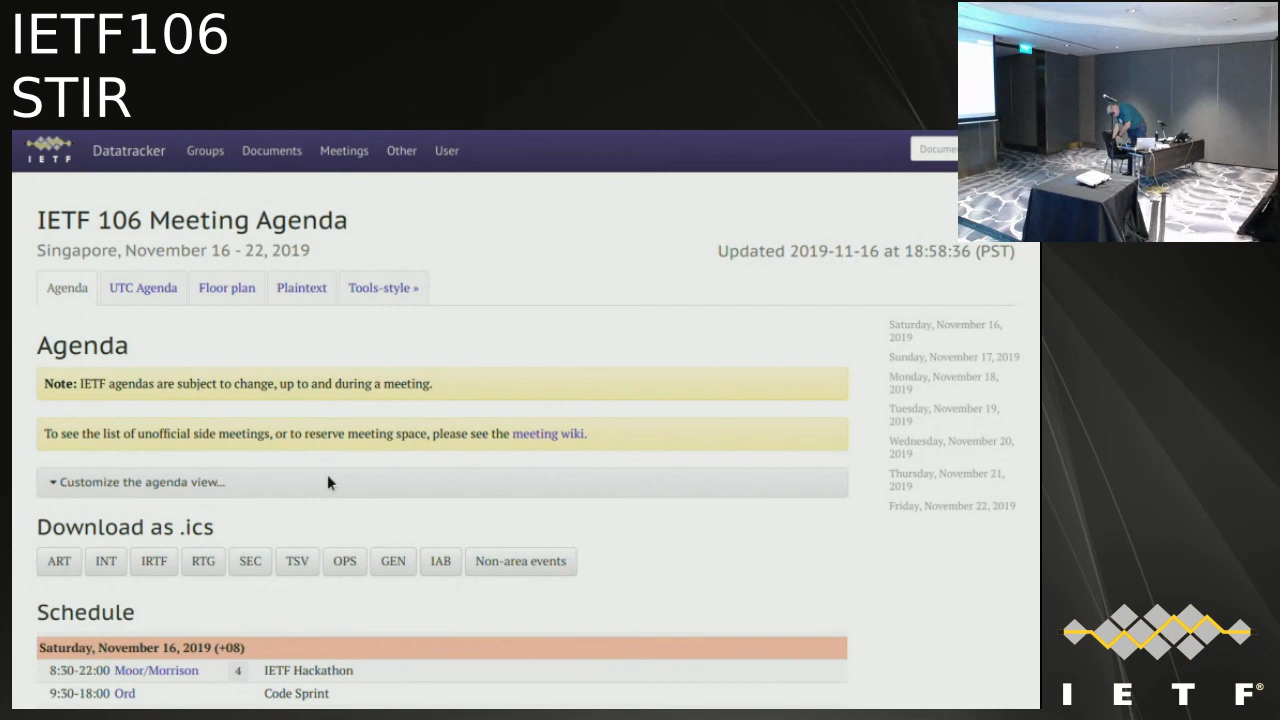 IETF106
STIR
I E T F
Datatracker
Groups
Documents
Meetings
Other
User
Docume
IETF 106 Meeting Agenda
Singapore, November 16 - 22, 2019
Updated 2019-11-16 at 18:58:36 (PST)
Agenda
UTC Agenda
Floor plan
Plaintext
Tools-style »
Agenda
Note: IETF agendas are subject to change, up to and during a meeting.
To see the list of unofficial side meetings, or to reserve meeting space, please see the meeting wiki.
Customize the agenda view...
Download as .ics
ART
INT
IRTF
RTG
SEC
TSV
OPS
GEN
IAB
Non-area events
Schedule
Saturday, November 16, 2019 (+08)
8:30-22:00 Moor/Morrison 4 IETF Hackathon
9:30-18:00 Ord Code Sprint
Saturday, November 16,
2019
Sunday, November 17, 2019
Monday, November 18,
2019
Tuesday, November 19,
2019
Wednesday, November 20,
2019
Thursday, November 21,
2019
Friday, November 22, 2019
I E T F®